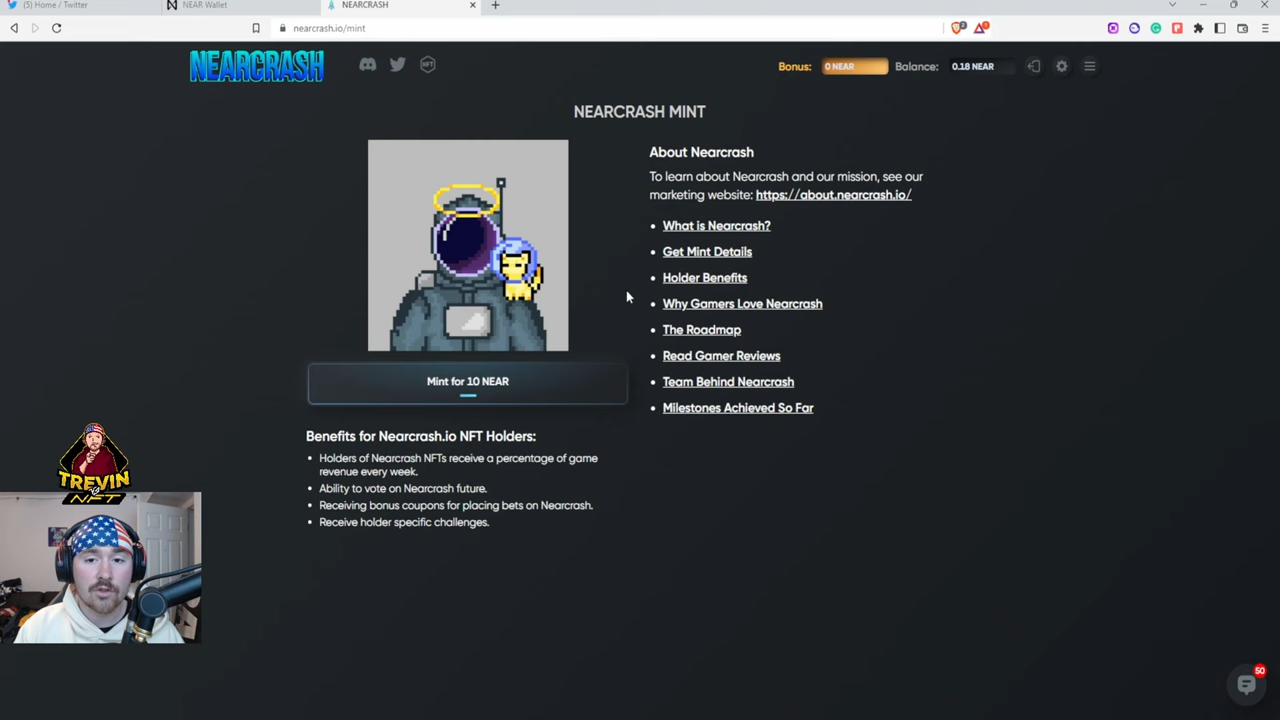 (5) Home / Twitter
NEAR Wallet
NEARCRASH
nearcrash.io/mint
2
1
NEARCRASH
NFT
Bonus:
0 NEAR
Balance:
0.18 NEAR
NEARCRASH MINT
About Nearcrash
To learn about Nearcrash and our mission, see our
marketing website: https://about.nearcrash.io/
• What is Nearcrash?
• Get Mint Details
• Holder Benefits
• Why Gamers Love Nearcrash
• The Roadmap
• Read Gamer Reviews
• Team Behind Nearcrash
• Milestones Achieved So Far
Mint for 10 NEAR
Benefits for Nearcrash.io NFT Holders:
• Holders of Nearcrash NFTs receive a percentage of game
revenue every week.
• Ability to vote on Nearcrash future.
• Receiving bonus coupons for placing bets on Nearcrash.
• Receive holder specific challenges.
TREVIN
NFT
50